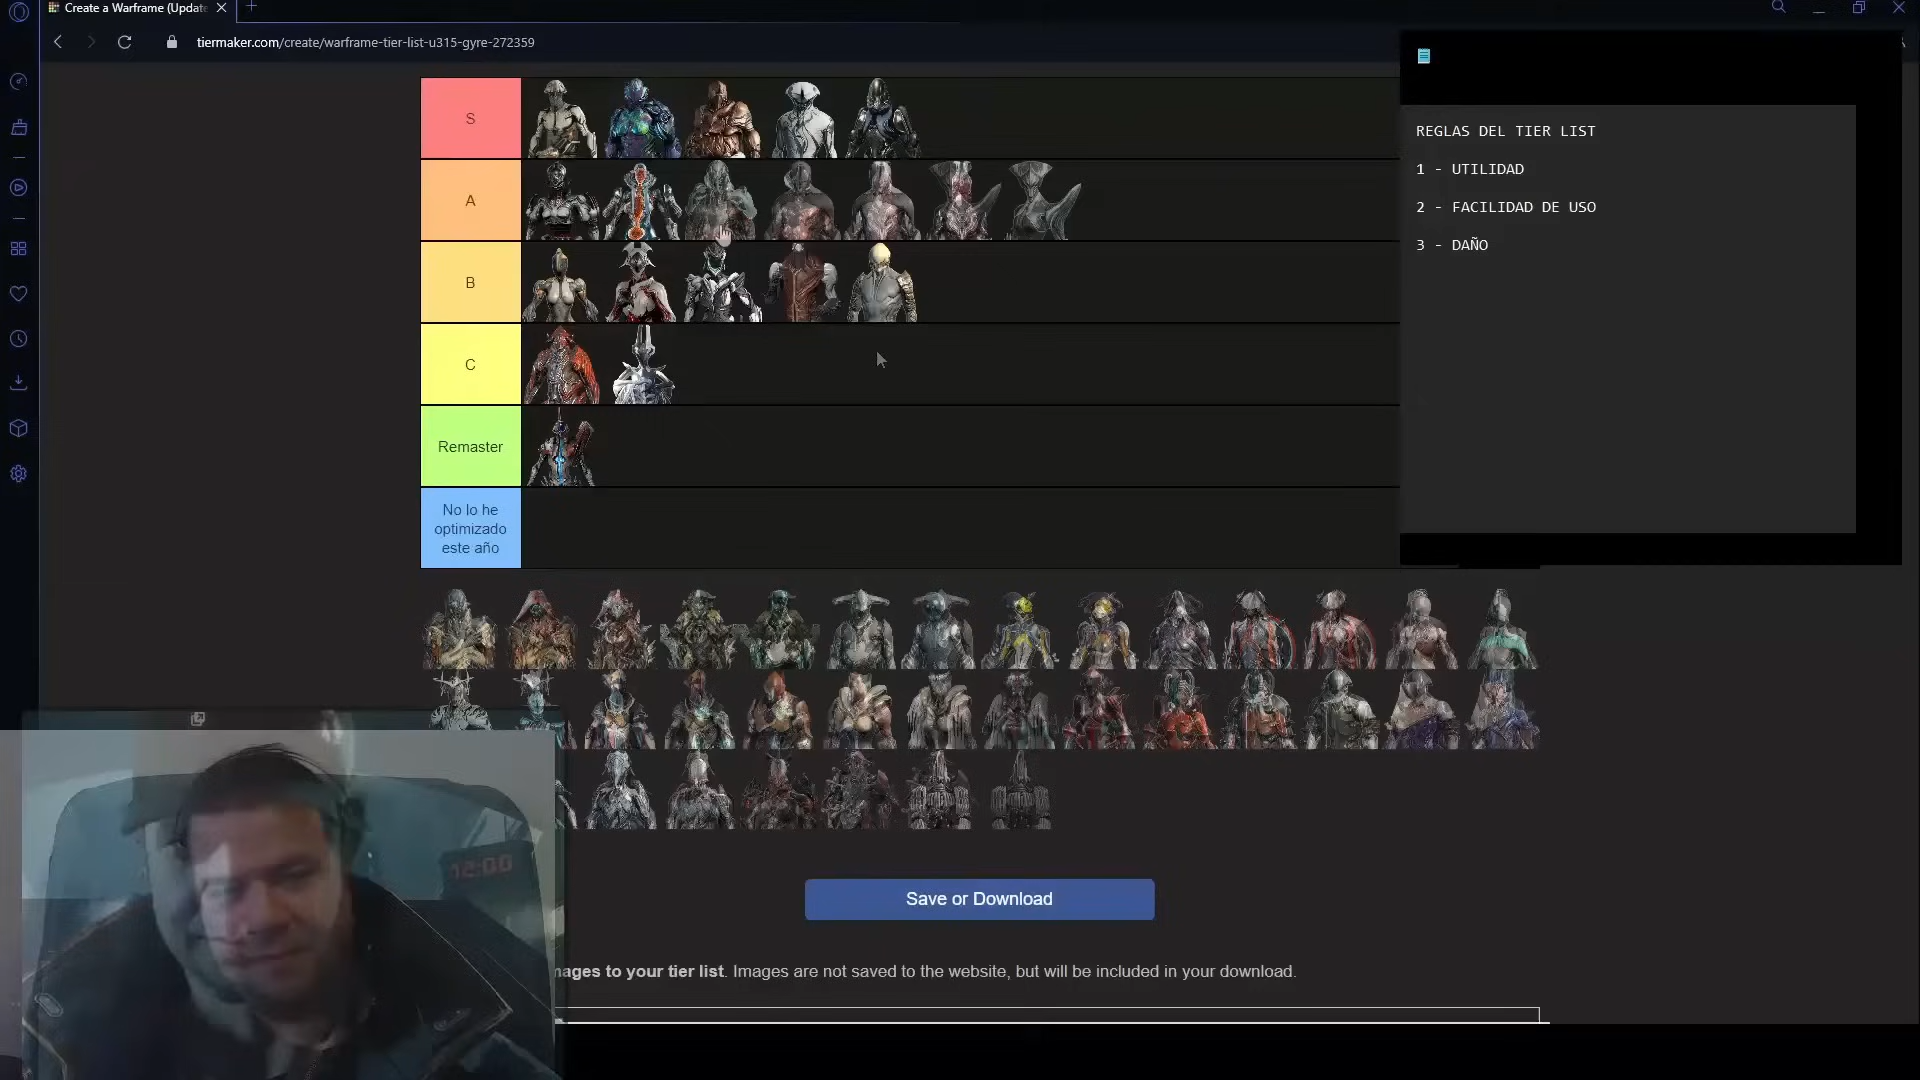 Create a Warframe (Updat
tiermaker.com/create/warframe-tier-list-u315-gyre-272359
REGLAS DEL TIER LIST
1 - UTILIDAD
2 - FACILIDAD DE USO
3 - DAÑO
S
A
B
C
Remaster
No lo he
optimizado
este año
12:00
Save or Download
ages to your tier list. Images are not saved to the website, but will be included in your download.